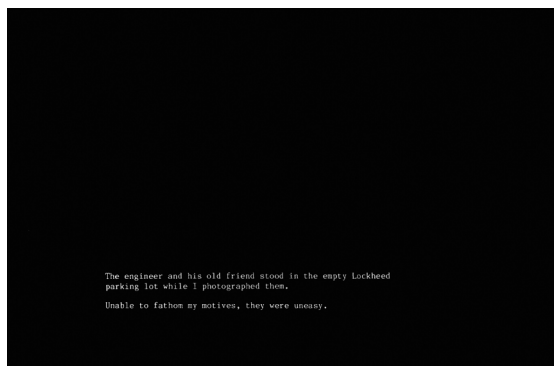 The engineer and his old friend stood in the empty Lockheed
parking lot while I photographed them.
Unable to fathom my motives, they were uneasy.